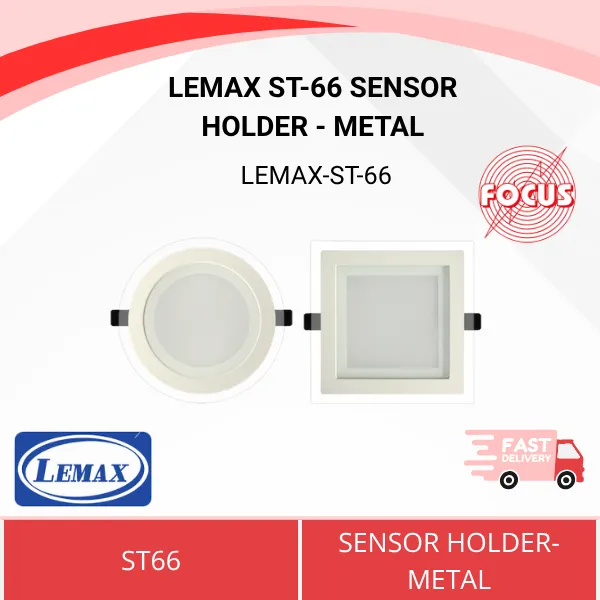 LEMAX ST-66 SENSOR
HOLDER - METAL
LEMAX-ST-66
FOCUS
LEMAX
FAST
DELIVERY
ST66
SENSOR HOLDER-
METAL